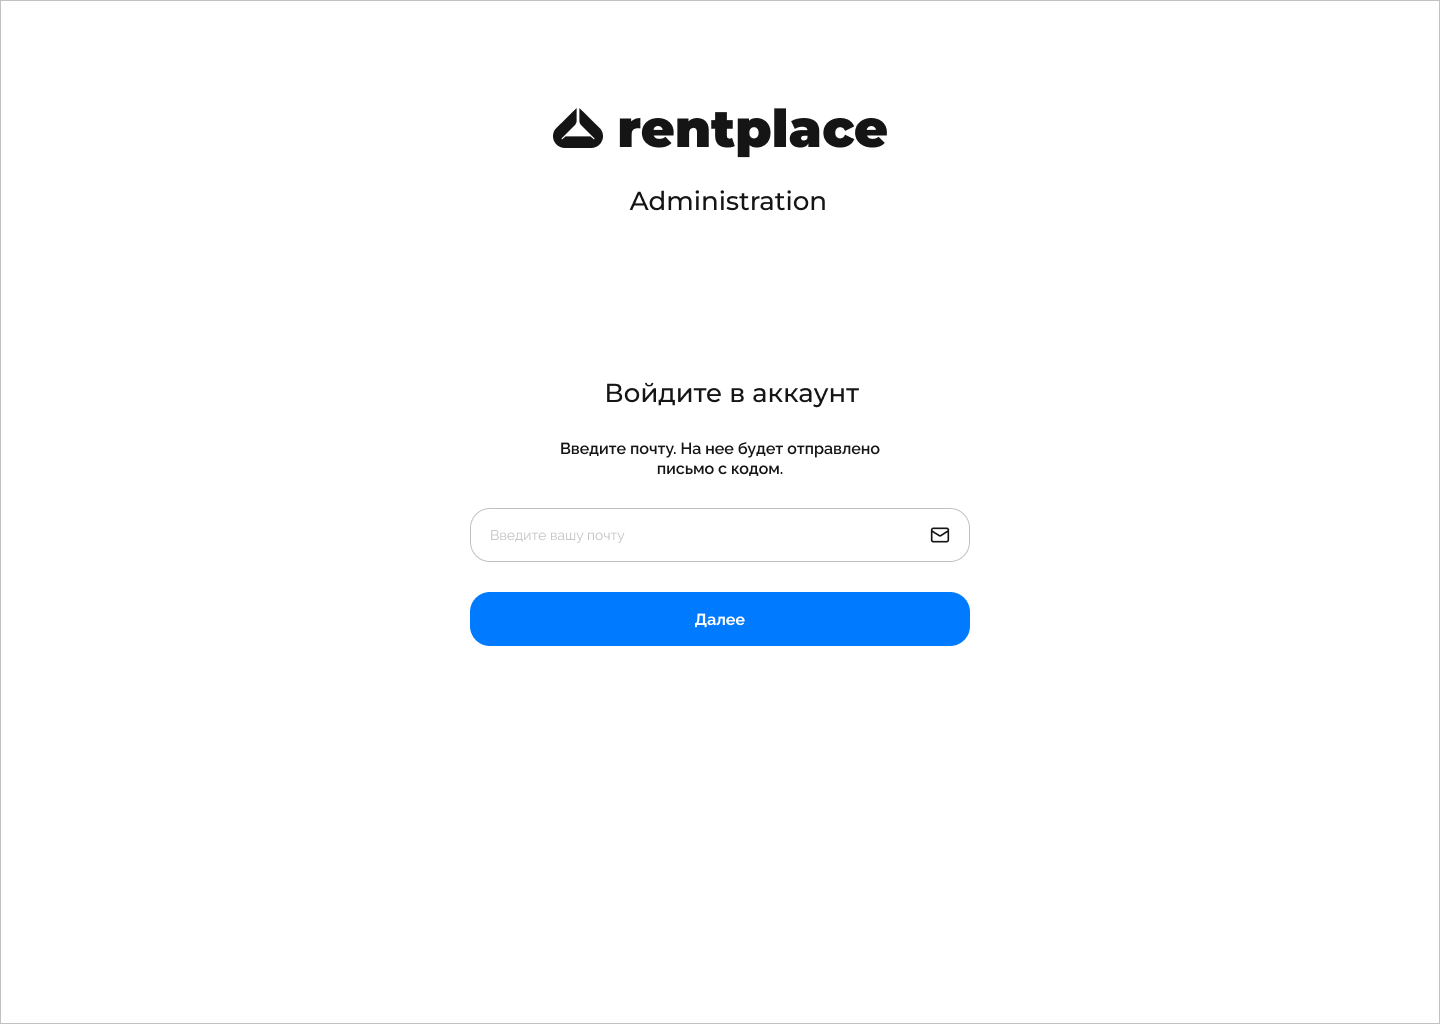 rentplace
Administration
Войдите в аккаунт
Введите почту. На нее будет отправлено
письмо с кодом.
Введите вашу почту
Далее